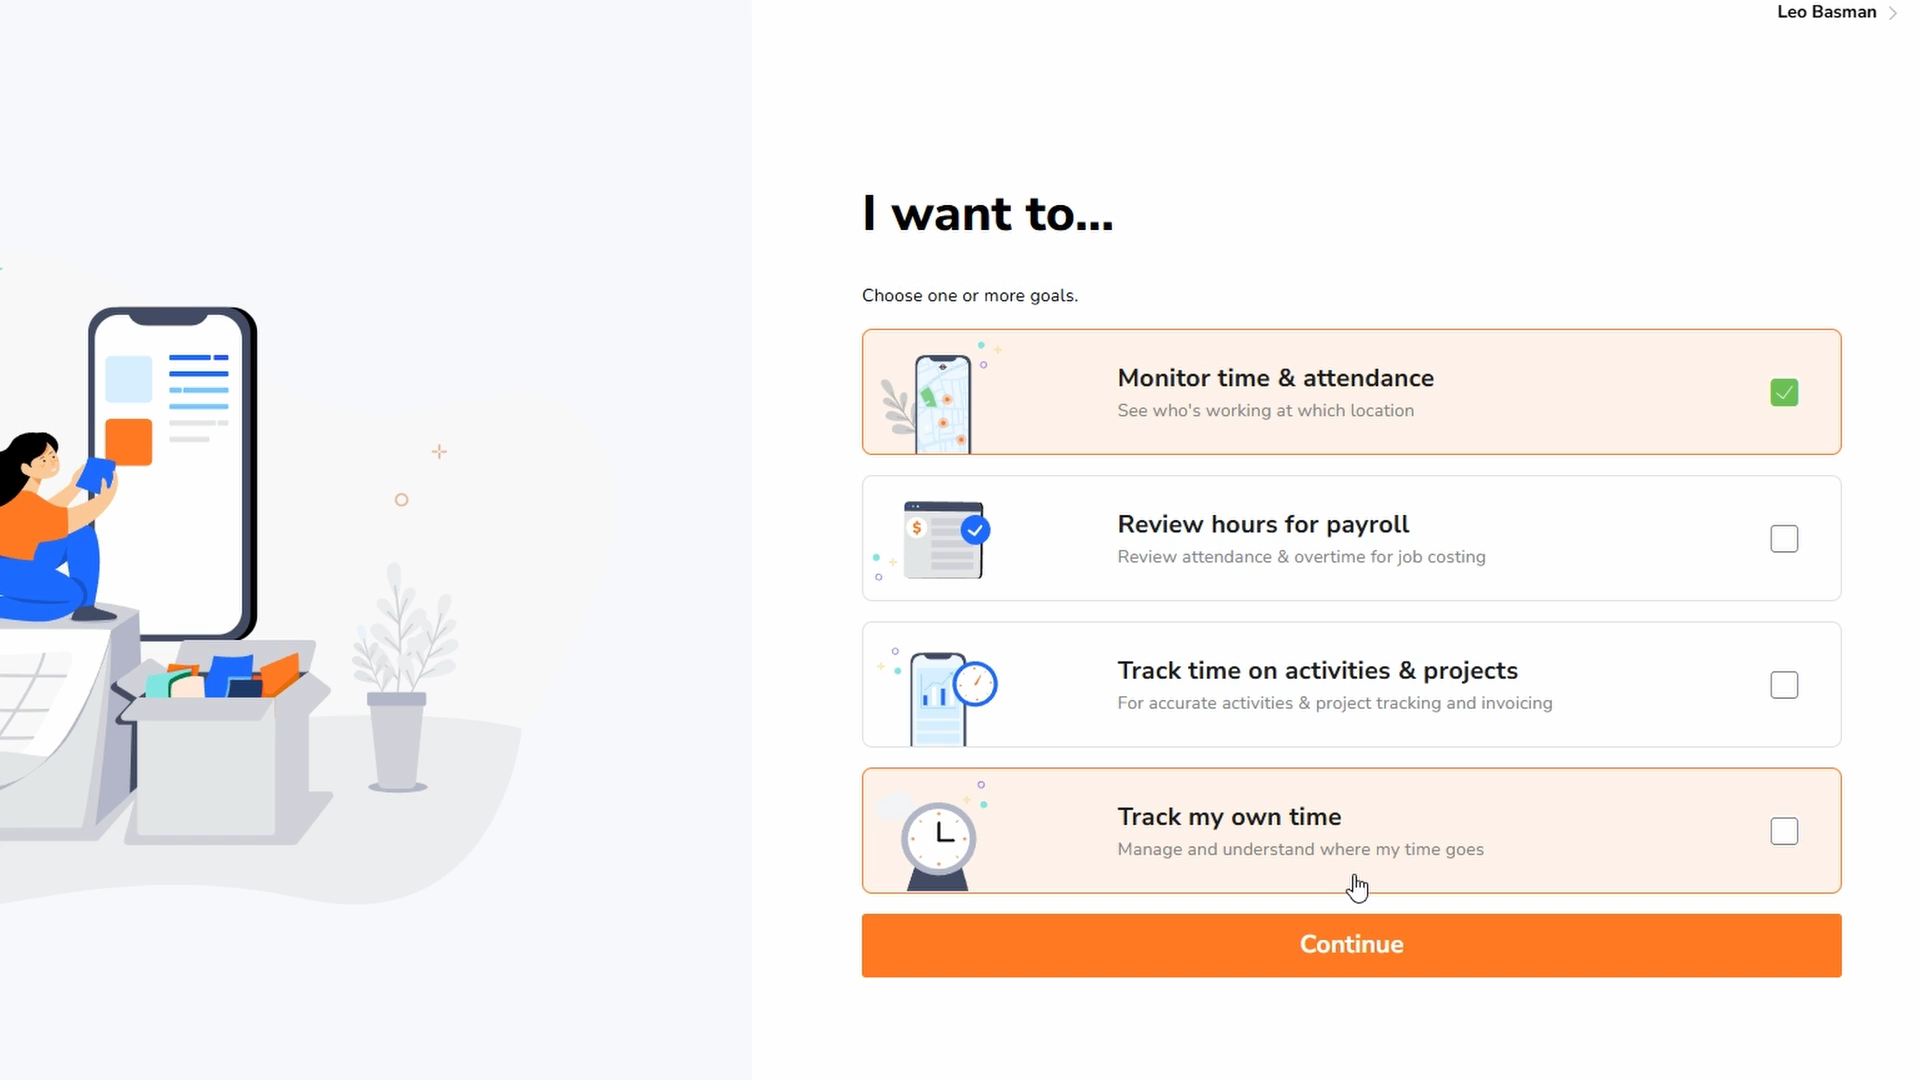 Leo Basman
I want to...
Choose one or more goals.
Monitor time & attendance
See who's working at which location
$
Review hours for payroll
Review attendance & overtime for job costing
Track time on activities & projects
For accurate activities & project tracking and invoicing
Track my own time
Manage and understand where my time goes
Continue